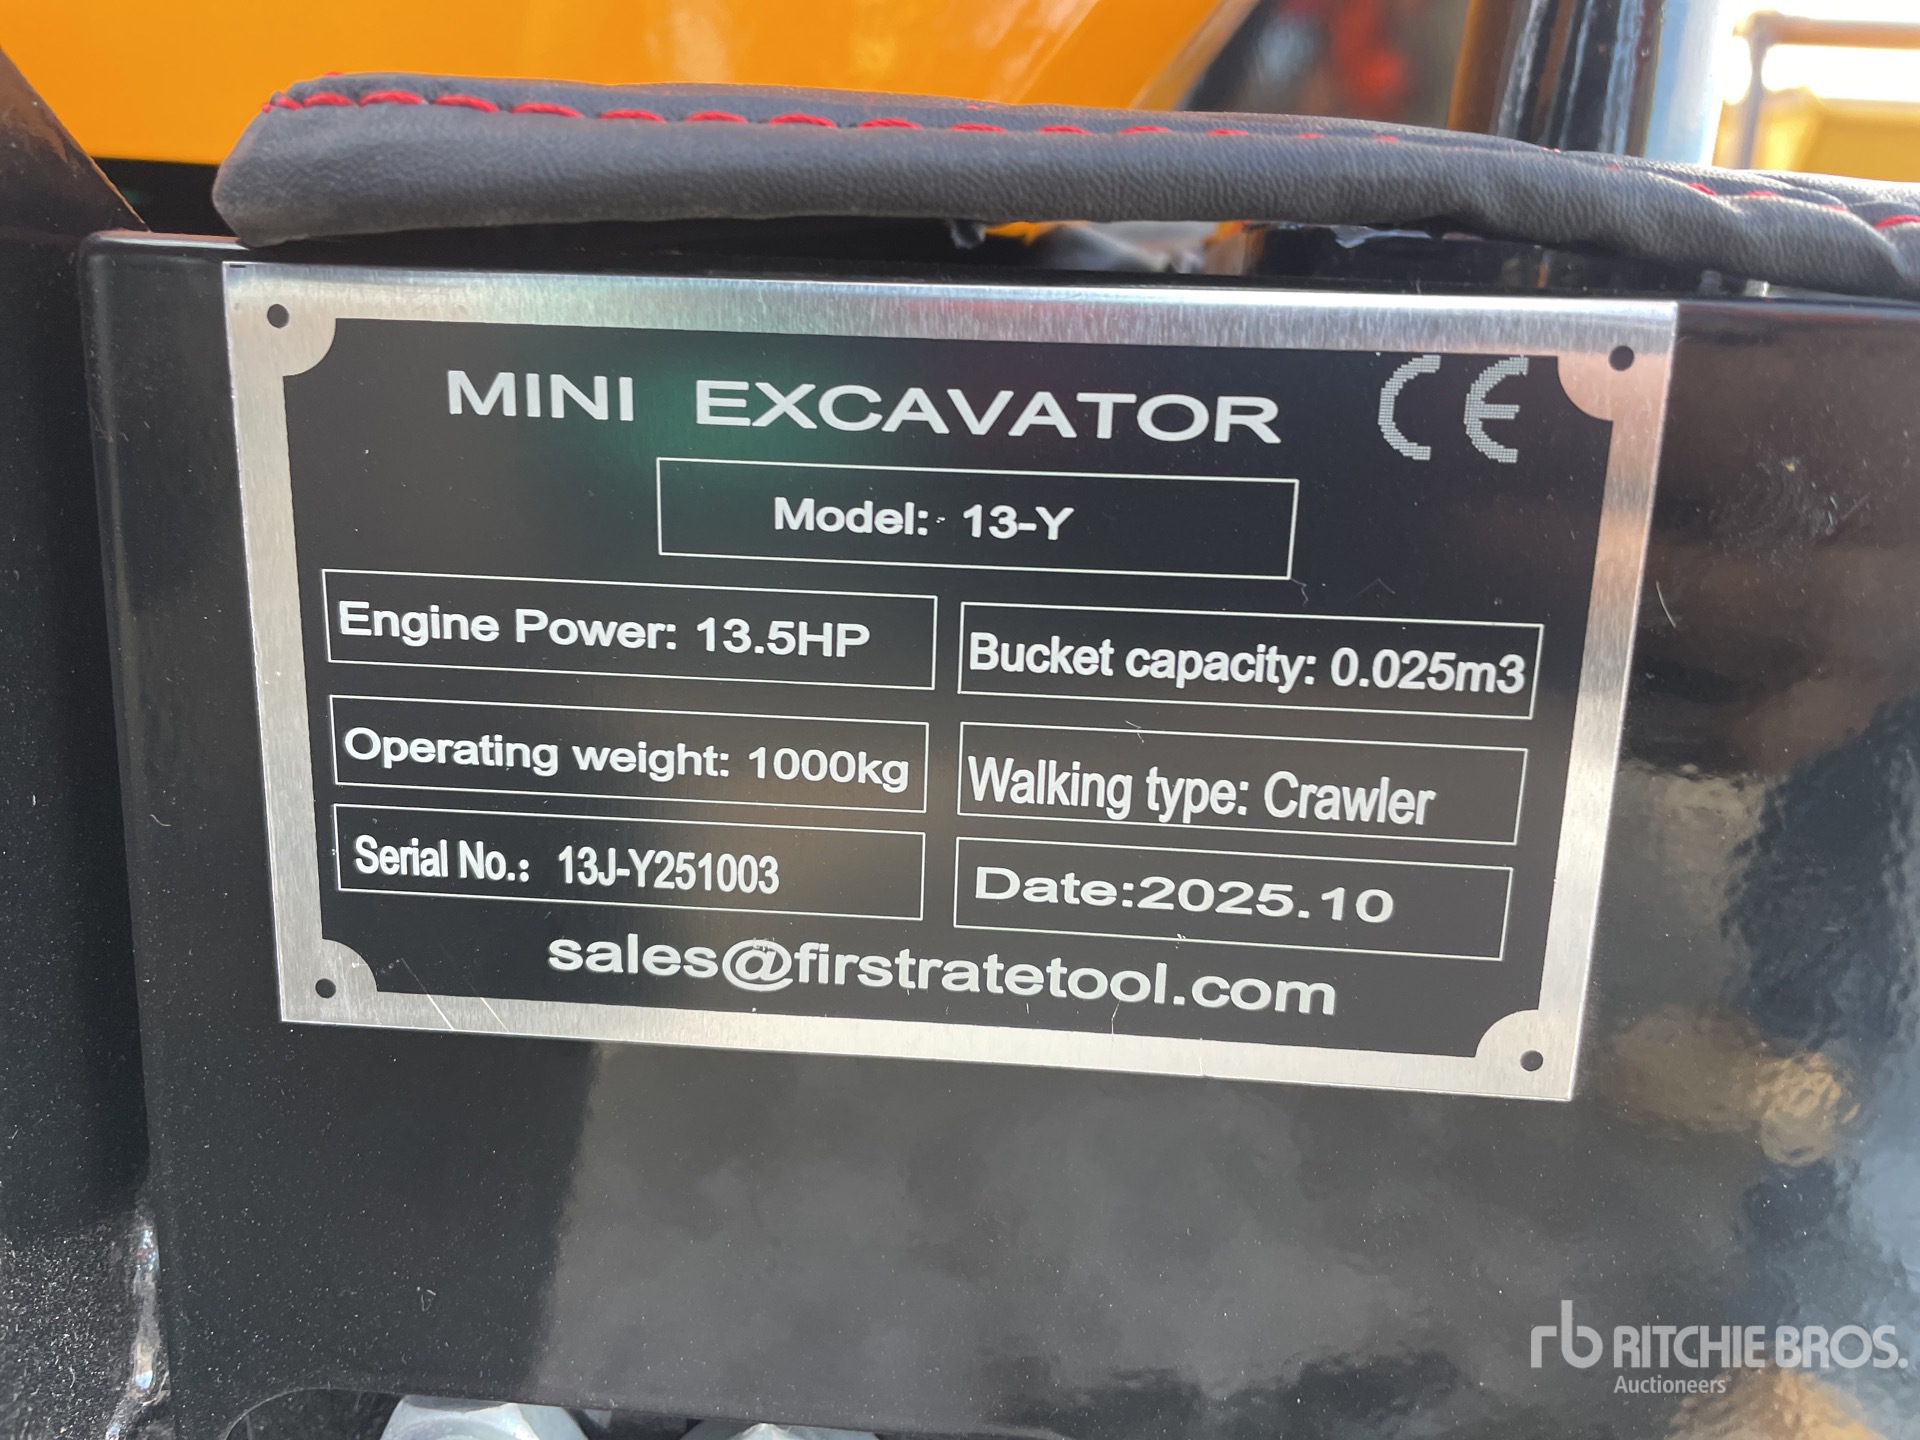 MINI EXCAVATOR CE
Model: 13-Y
Engine Power: 13.5HP
Bucket capacity: 0.025m3
Operating weight: 1000kg
Walking type: Crawler
Serial No.: 13J-Y251003
Date:2025.10
sales@firstratetool.com
rb RITCHIE BROS.
Auctioneers